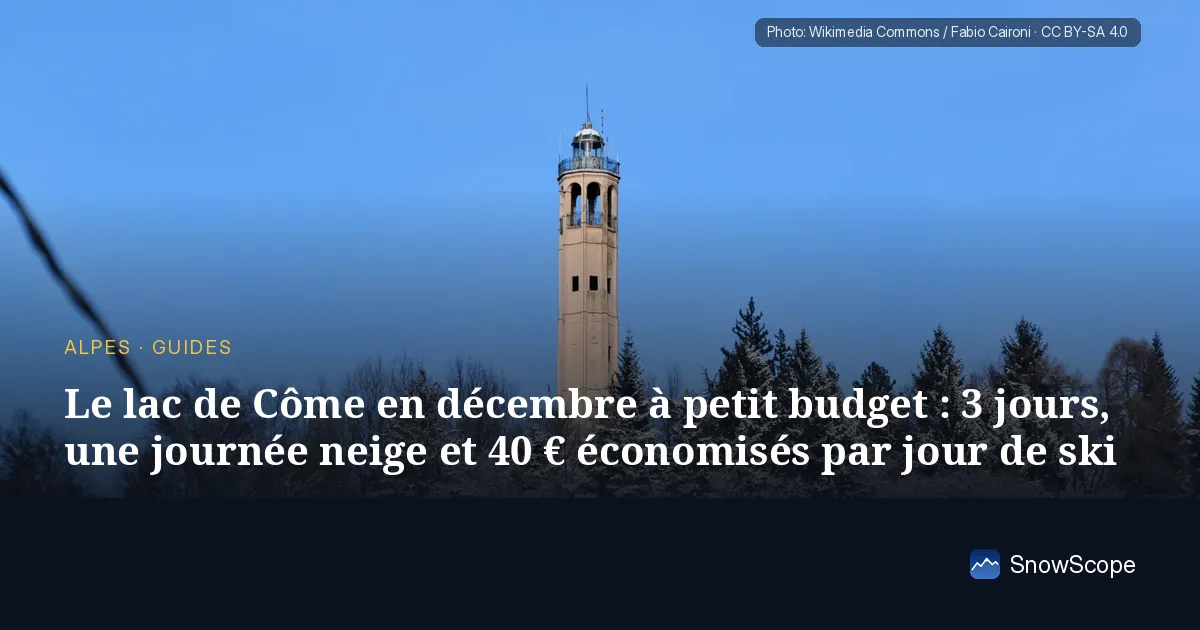 Photo: Wikimedia Commons / Fabio Caironi · CC BY-SA 4.0
ALPES · GUIDES
Le lac de Côme en décembre à petit budget : 3 jours,
une journée neige et 40 € économisés par jour de ski
SnowScope